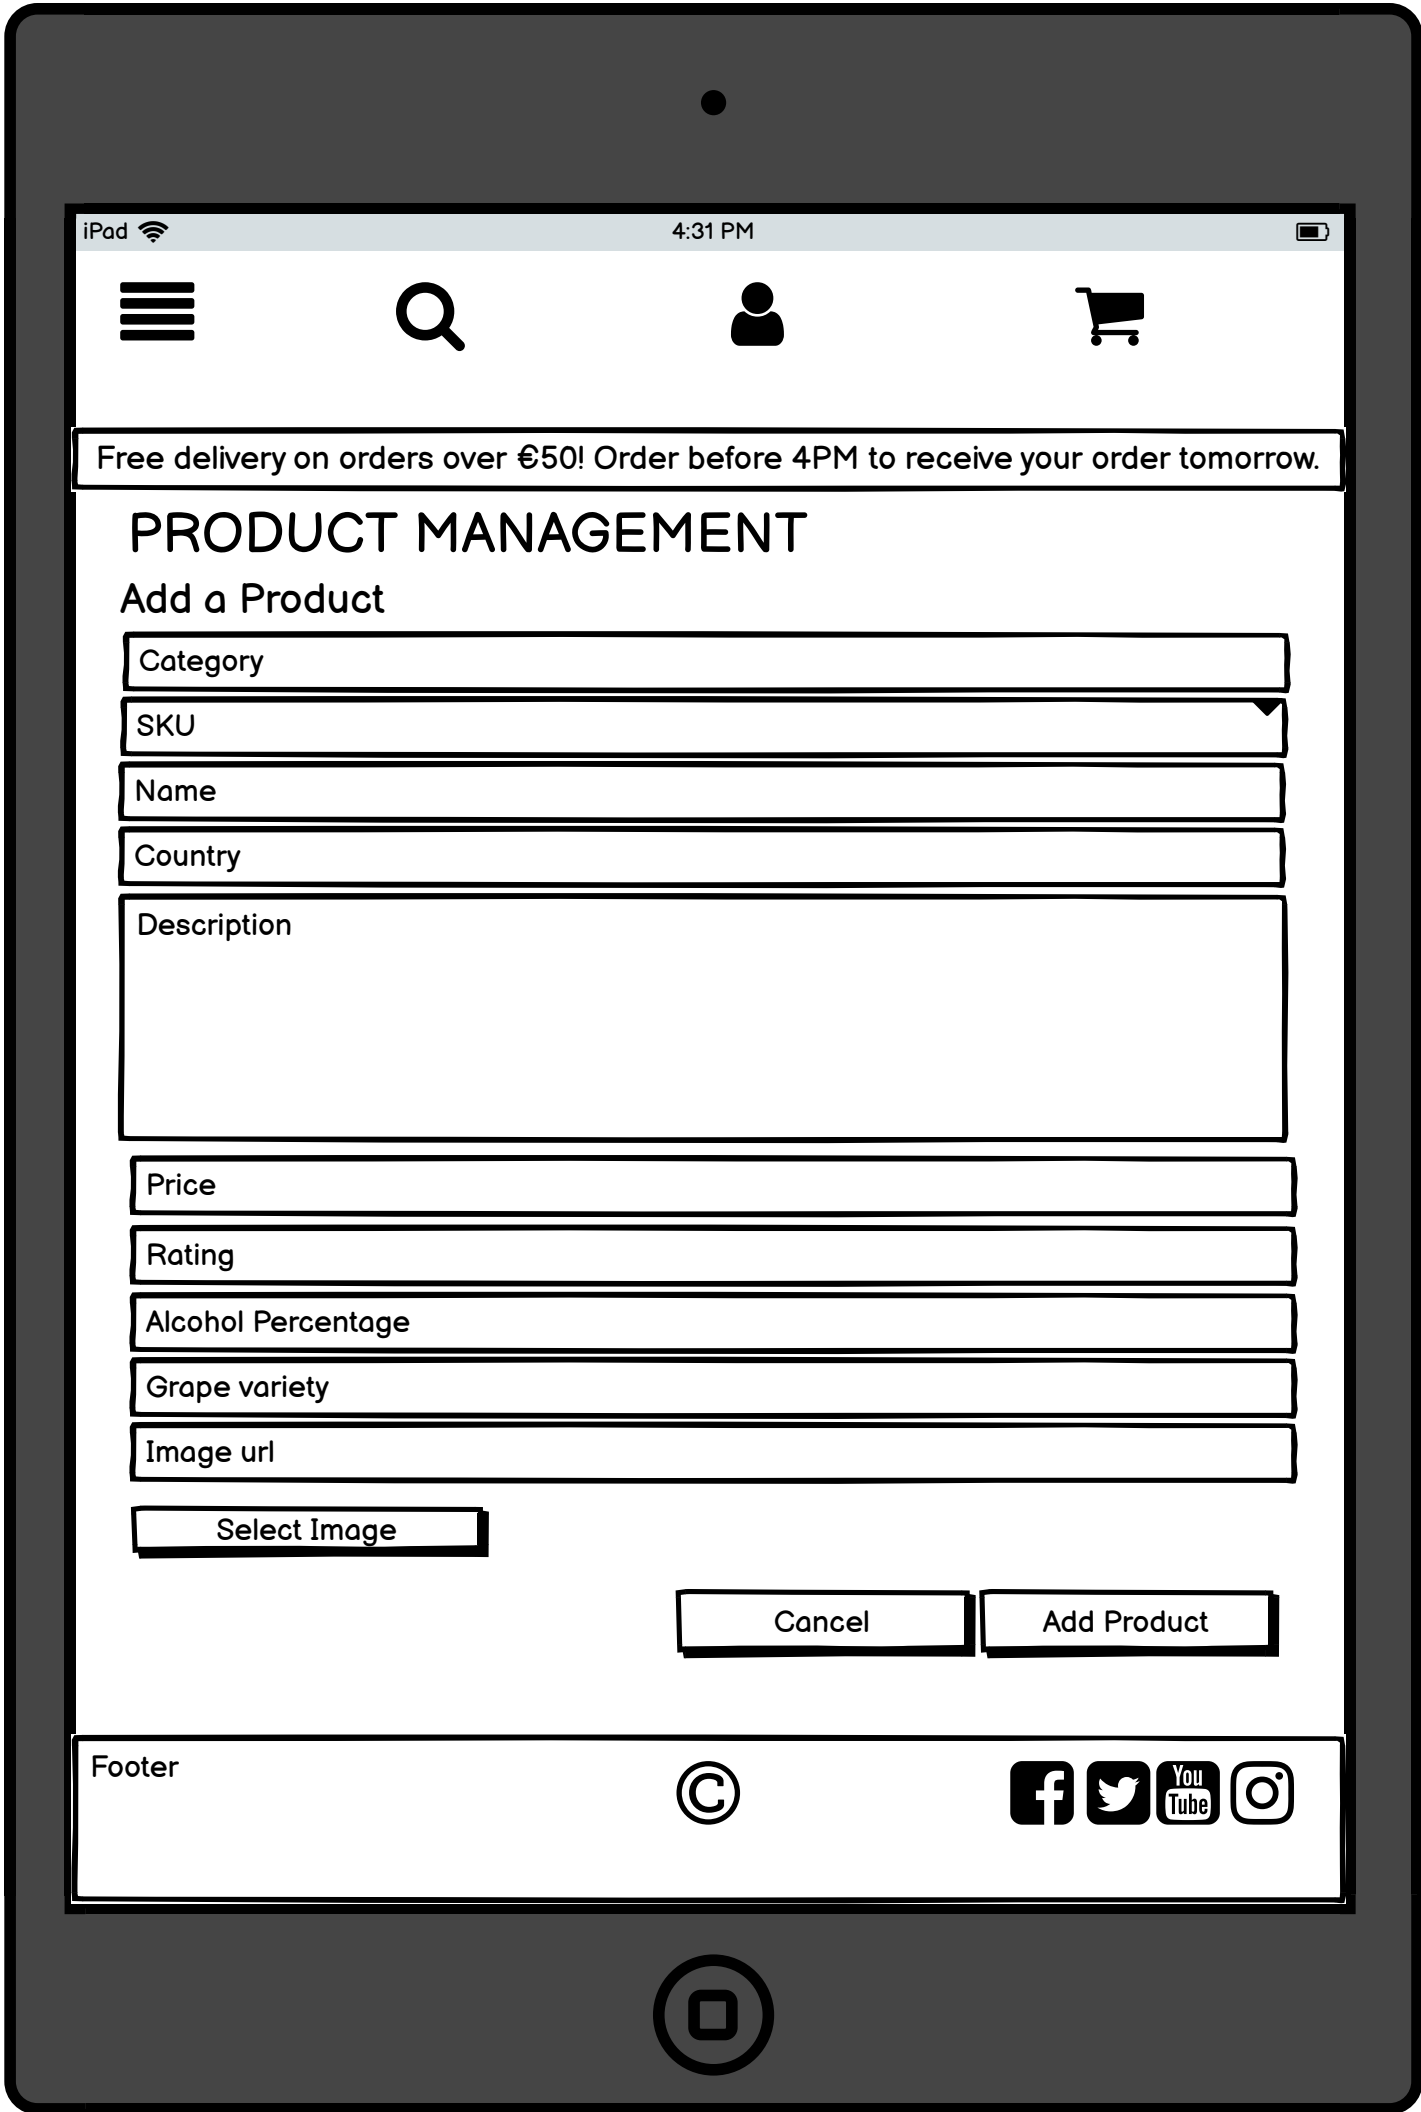 iPad 4:31 PM
Free delivery on orders over €50! Order before 4PM to receive your order tomorrow.
PRODUCT MANAGEMENT
Add a Product
Category
SKU
Name
Country
Description
Price
Rating
Alcohol Percentage
Grape variety
Image url
Select Image
Cancel Add Product
Footer © You
Tube